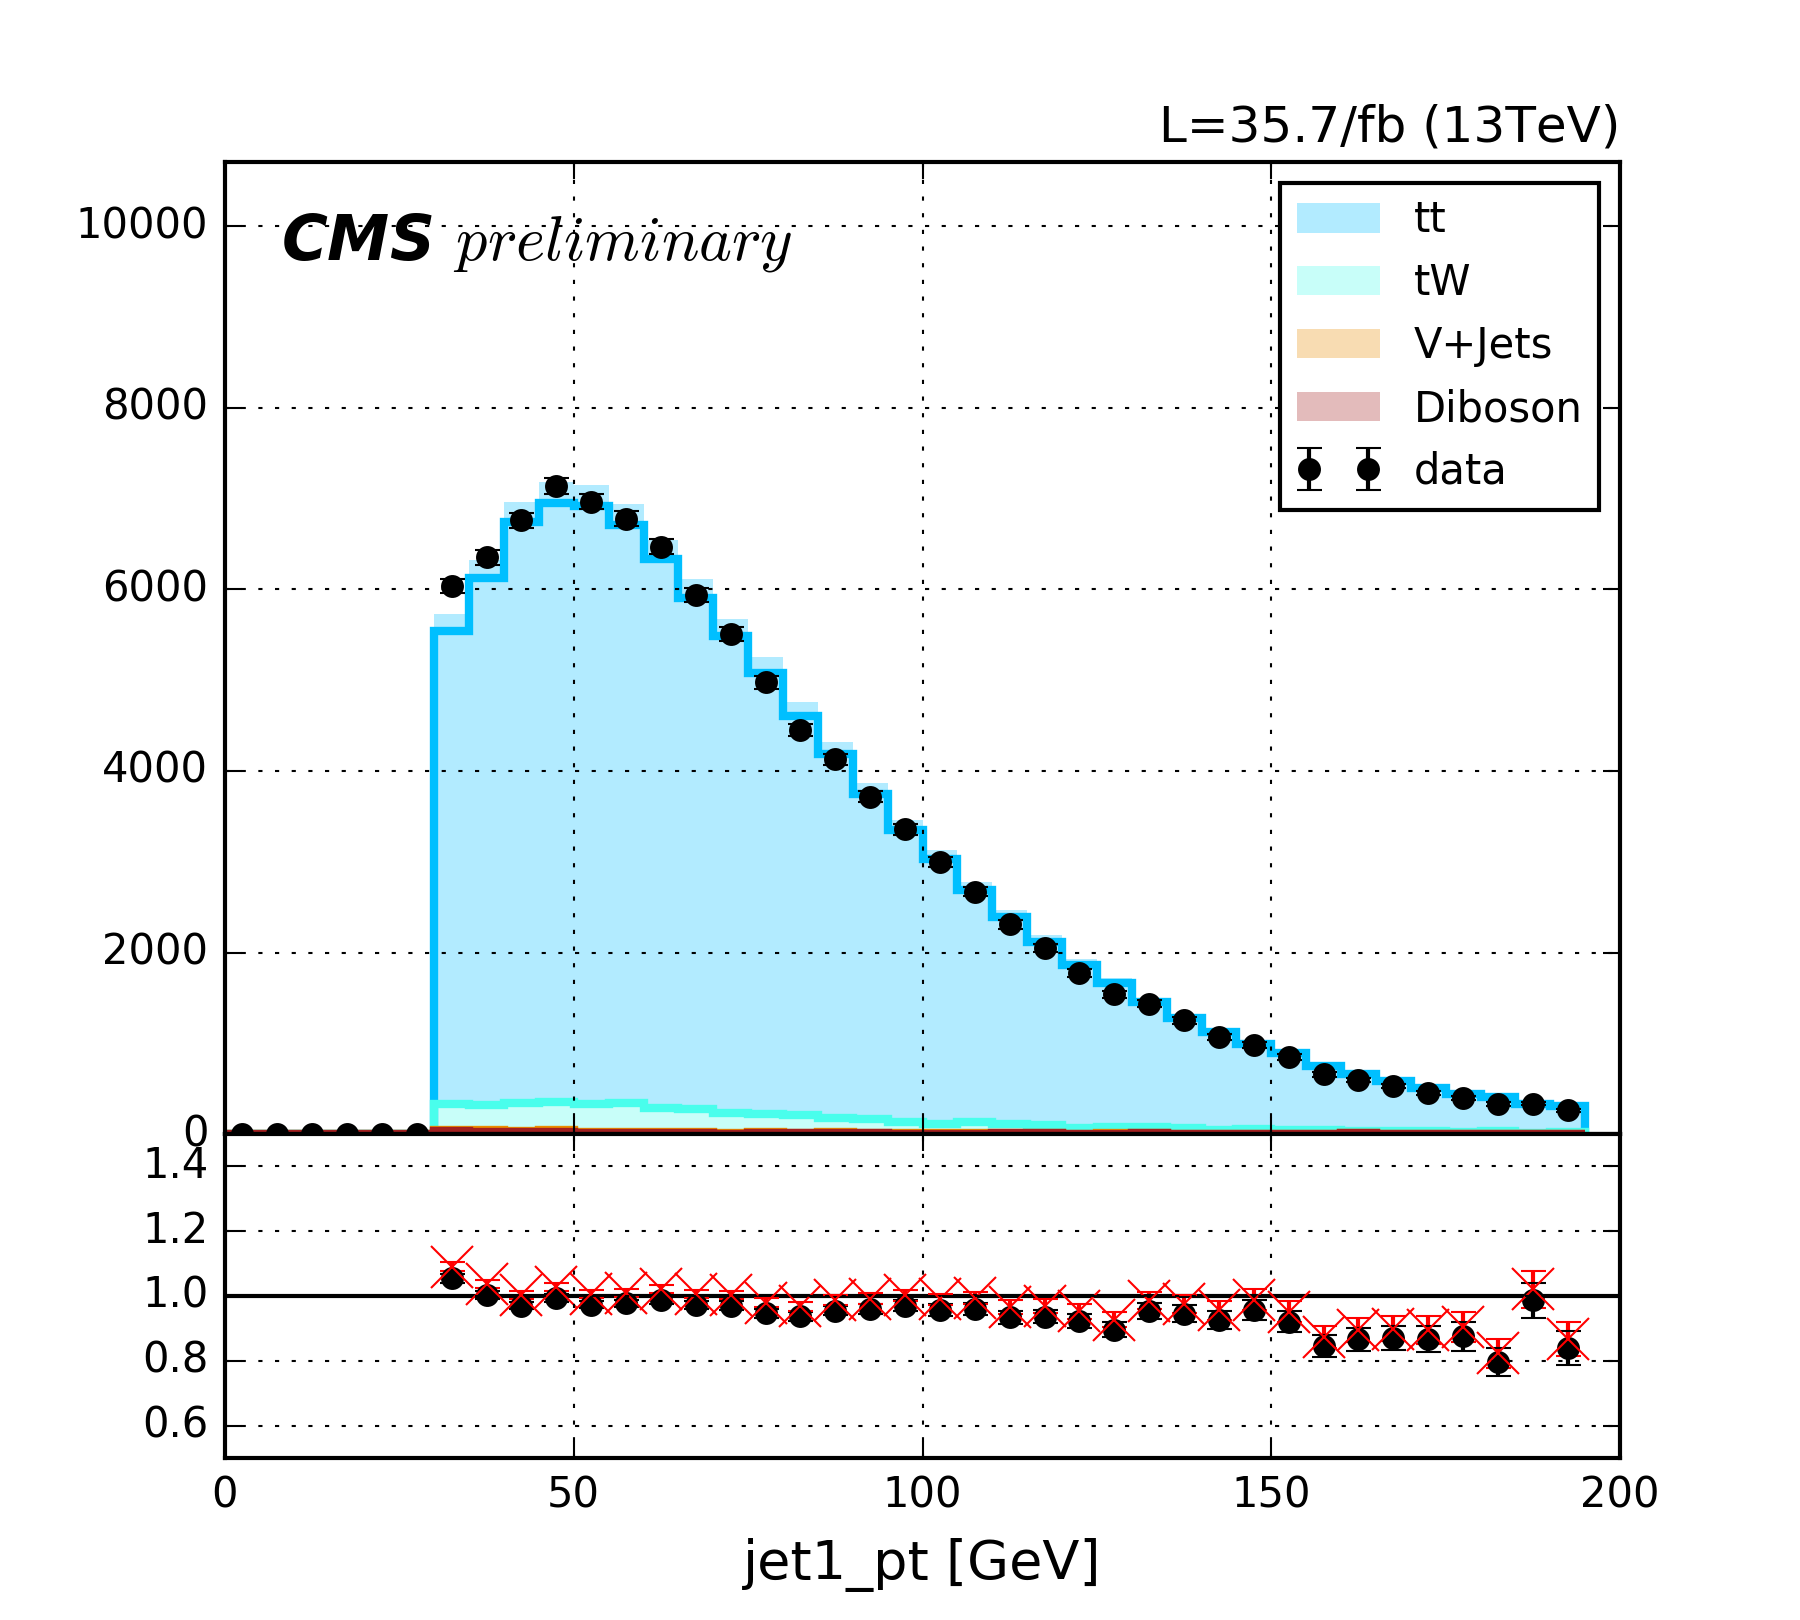 L=35.7/fb (13TeV)
CMS preliminary
tt
tW
V+Jets
Diboson
data
10000
8000
6000
4000
2000
0
1.4
1.2
1.0
0.8
0.6
0 50 100 150 200
jet1_pt [GeV]